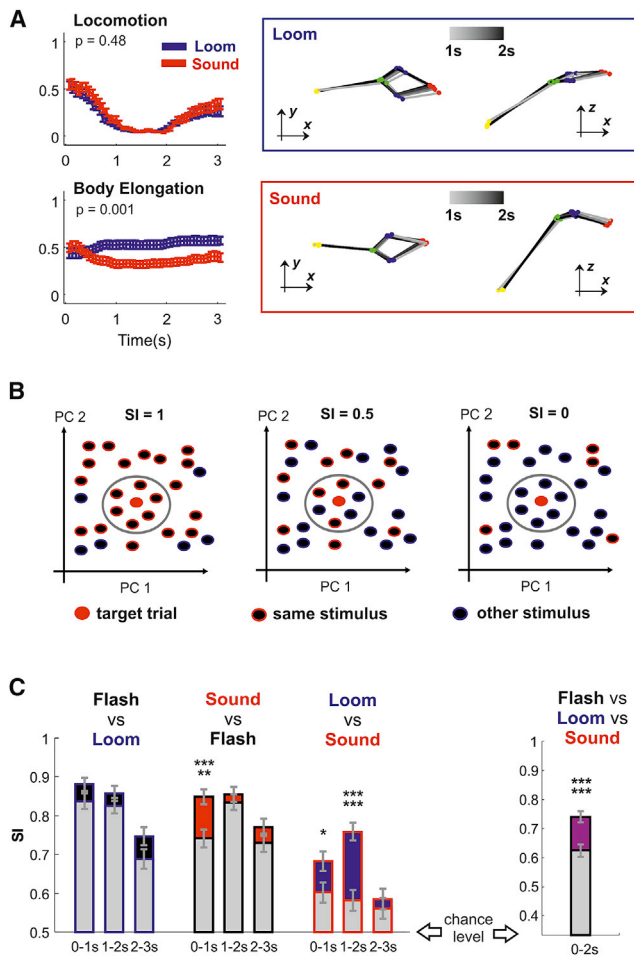 A
Locomotion
p = 0.48
Loom
Sound
1
0.5
0
0 1 2 3
Body Elongation
p = 0.001
1
0.5
0
0 1 2 3
Time(s)
Loom
1s 2s
y
x
z
x
Sound
1s 2s
y
x
z
x
B
PC 2 SI = 1
PC 1
PC 2 SI = 0.5
PC 1
PC 2 SI = 0
PC 1
target trial same stimulus other stimulus
C
Flash
vs
Loom
Sound
vs
Flash
Loom
vs
Sound
Flash vs
Loom vs
Sound
SI
1
0.9
0.8
0.7
0.6
0.5
***
**
*
***
***
0-1s 1-2s 2-3s
0-1s 1-2s 2-3s
0-1s 1-2s 2-3s
chance
level
1
0.9
0.8
0.7
0.6
0.5
0.4
***
***
0-2s